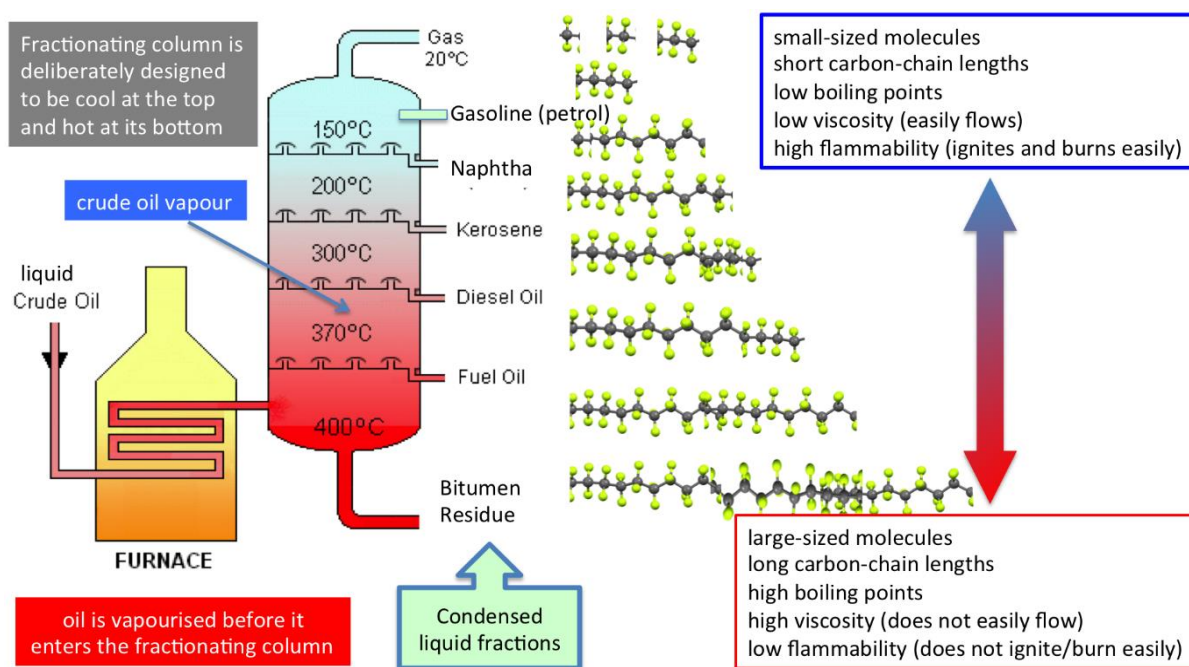 Fractionating column is
deliberately designed
to be cool at the top
and hot at its bottom
crude oil vapour
liquid
Crude Oil
FURNACE
oil is vapourised before it
enters the fractionating column
Gas
20°C
Gasoline (petrol)
150°C
Naphtha
200°C
Kerosene
300°C
Diesel Oil
370°C
Fuel Oil
400°C
Bitumen
Residue
Condensed
liquid fractions
small-sized molecules
short carbon-chain lengths
low boiling points
low viscosity (easily flows)
high flammability (ignites and burns easily)
large-sized molecules
long carbon-chain lengths
high boiling points
high viscosity (does not easily flow)
low flammability (does not ignite/burn easily)